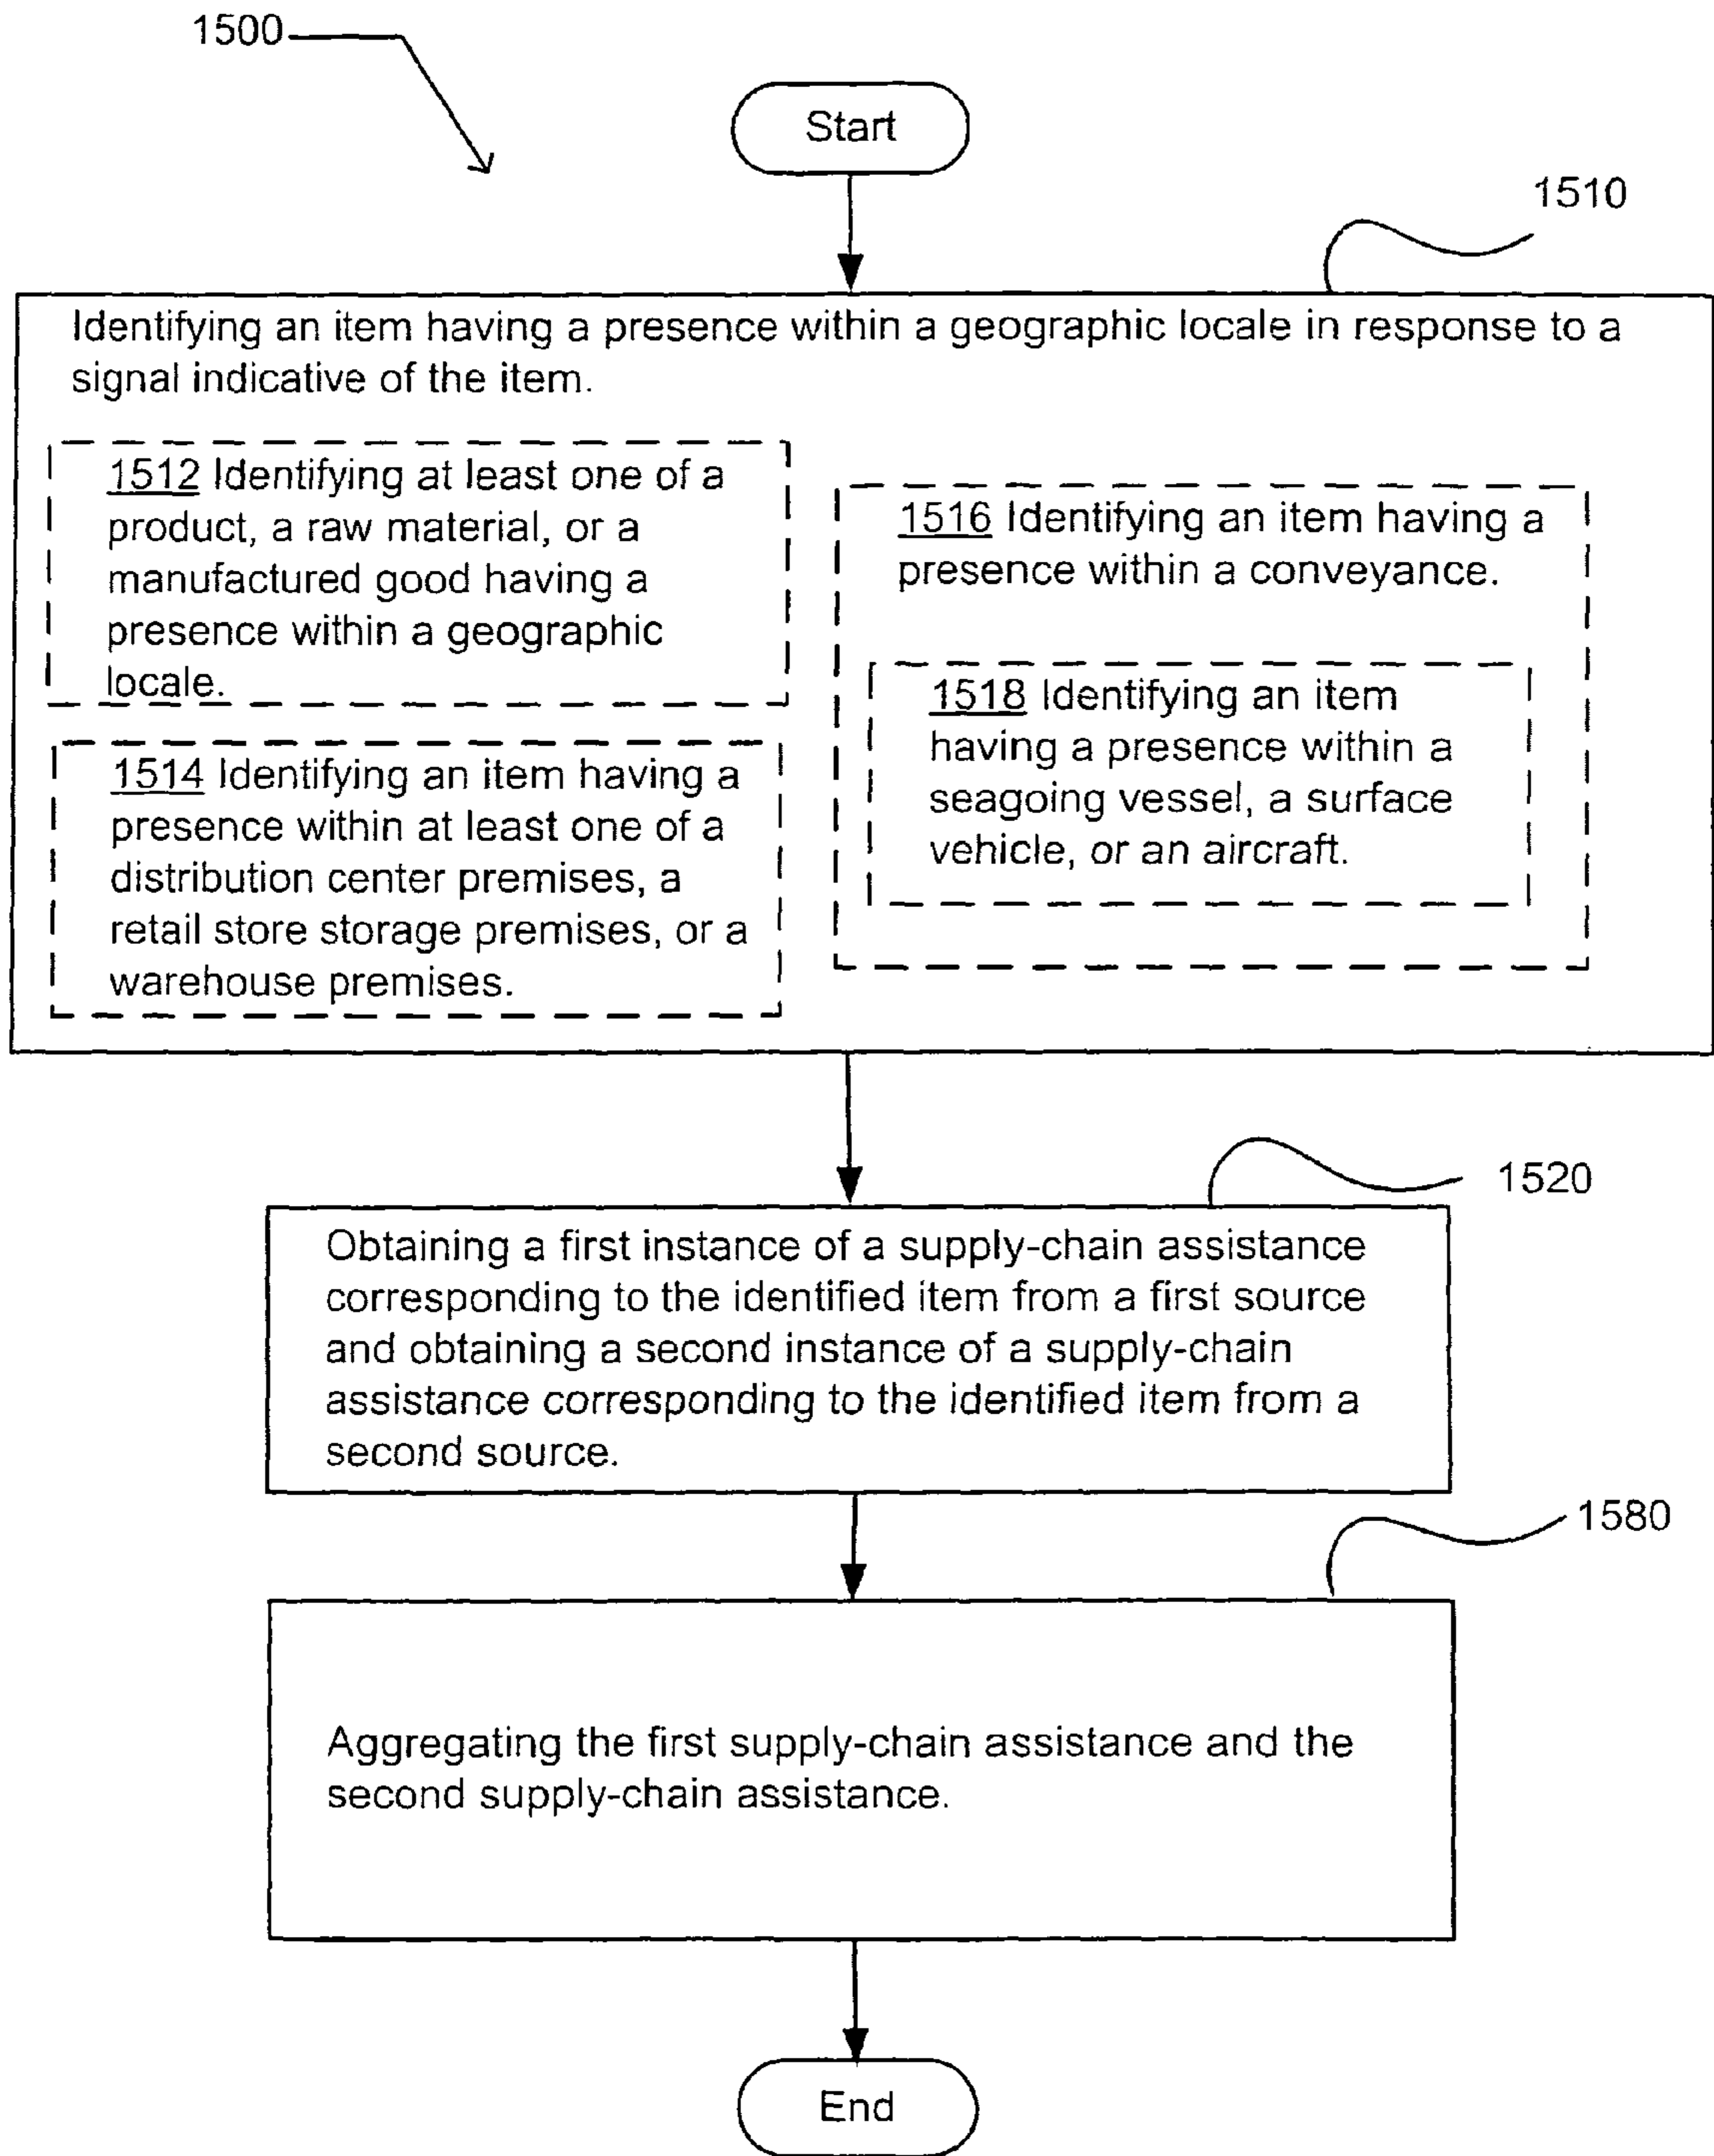 1500
Start
1510
Identifying an item having a presence within a geographic locale in response to a
signal indicative of the item.
1512 Identifying at least one of a
product, a raw material, or a
manufactured good having a
presence within a geographic
locale.
1514 Identifying an item having a
presence within at least one of a
distribution center premises, a
retail store storage premises, or a
warehouse premises.
1516 Identifying an item having a
presence within a conveyance.
1518 Identifying an item
having a presence within a
seagoing vessel, a surface
vehicle, or an aircraft.
1520
Obtaining a first instance of a supply-chain assistance
corresponding to the identified item from a first source
and obtaining a second instance of a supply-chain
assistance corresponding to the identified item from a
second source.
1580
Aggregating the first supply-chain assistance and the
second supply-chain assistance.
End